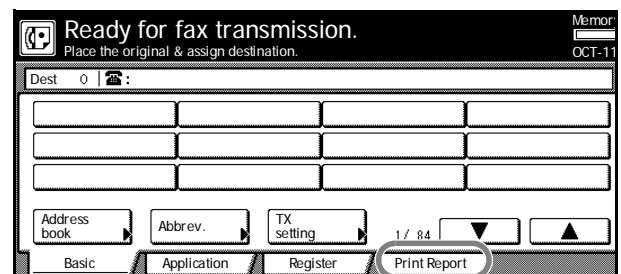 Ready for fax transmission.
Memor
Place the original & assign destination.
OCT-11
Dest 0 ☎:
Address book
Abbrev.
TX setting
1/ 84
Basic
Application
Register
Print Report